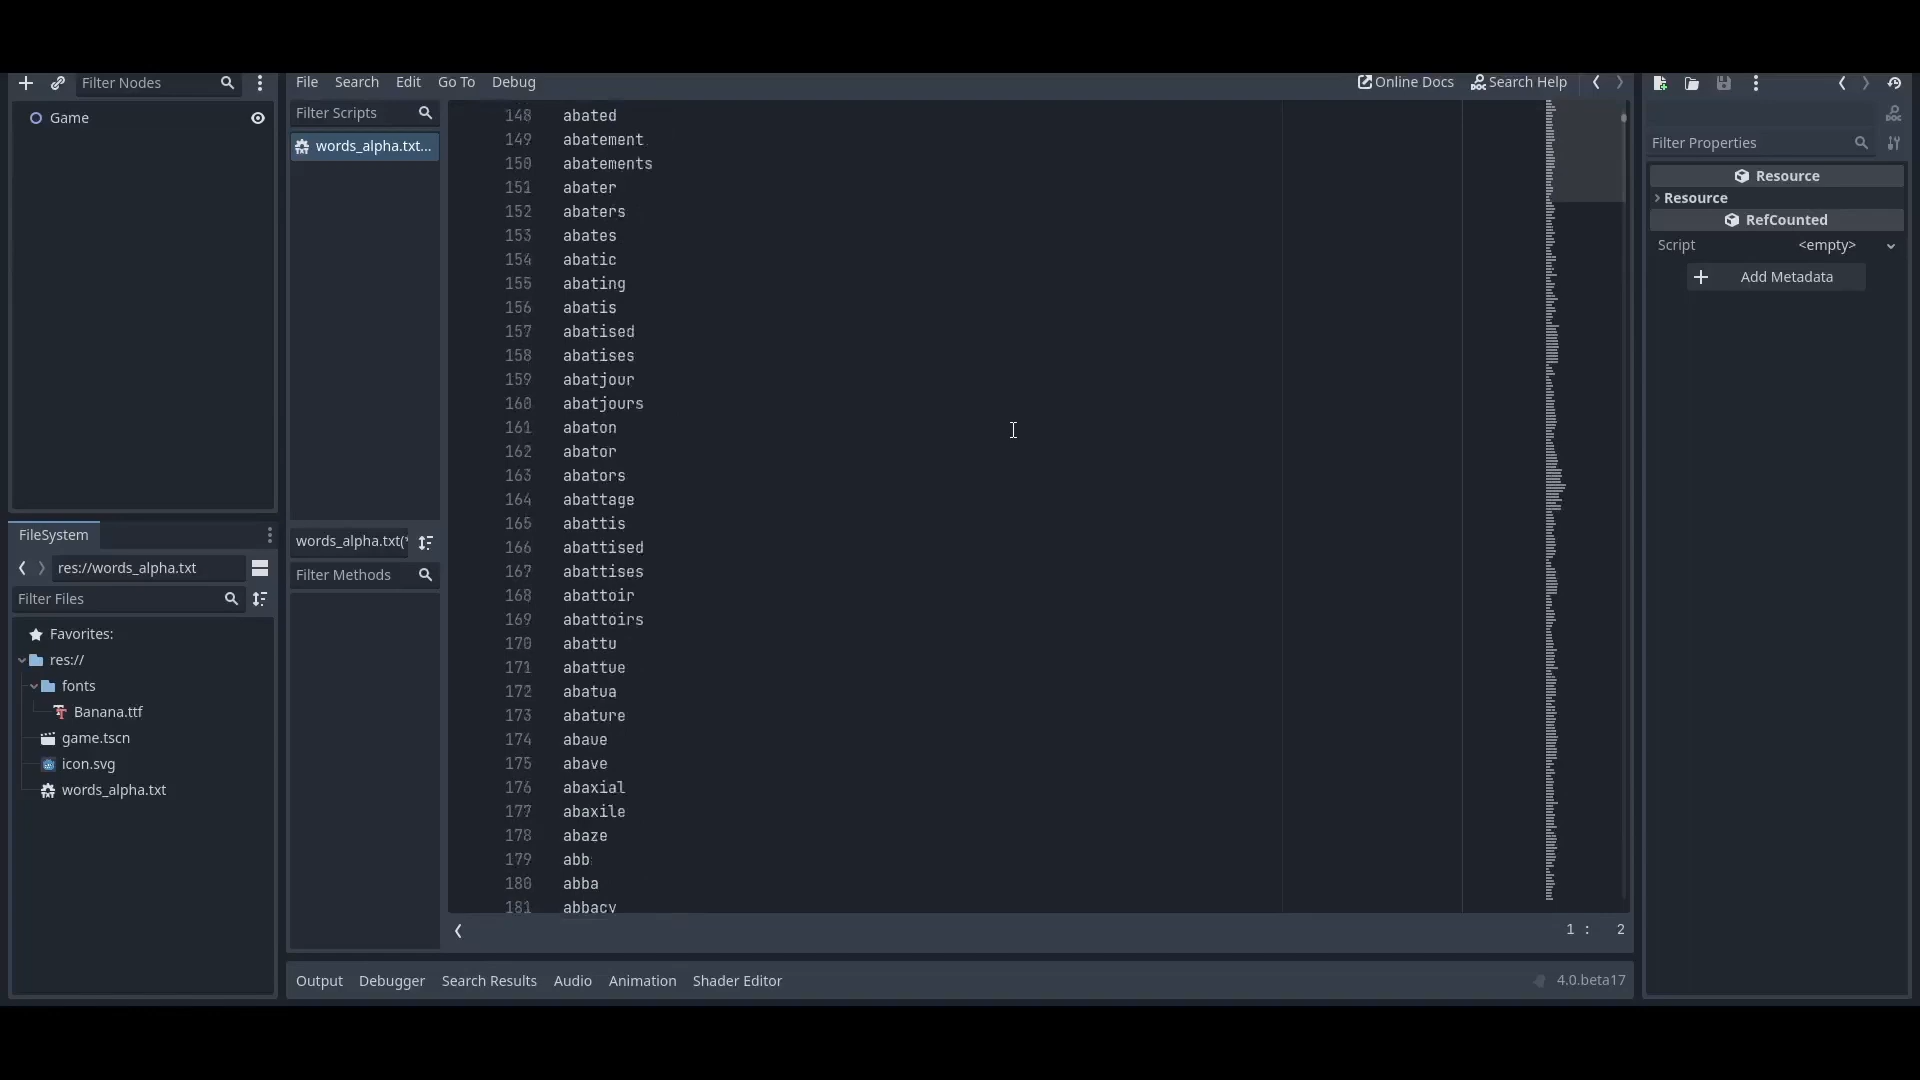 Filter Nodes
Game
File Search Edit Go To Debug
Online Docs Search Help
Filter Scripts
words_alpha.txt...
words_alpha.txt(*
Filter Methods
148 abated
149 abatement
150 abatements
151 abater
152 abaters
153 abates
154 abatic
155 abating
156 abatis
157 abatised
158 abatises
159 abatjour
160 abatjours
161 abaton
162 abator
163 abators
164 abattage
165 abattis
166 abattised
167 abattises
168 abattoir
169 abattoirs
170 abattu
171 abattue
172 abatua
173 abature
174 abaue
175 abave
176 abaxial
177 abaxile
178 abaze
179 abb
180 abba
181 abbacy
1 : 2
Output Debugger Search Results Audio Animation Shader Editor
4.0.beta17
FileSystem
res://words_alpha.txt
Filter Files
Favorites:
res://
fonts
Banana.ttf
game.tscn
icon.svg
words_alpha.txt
Filter Properties
Resource
Resource
RefCounted
Script <empty>
Add Metadata